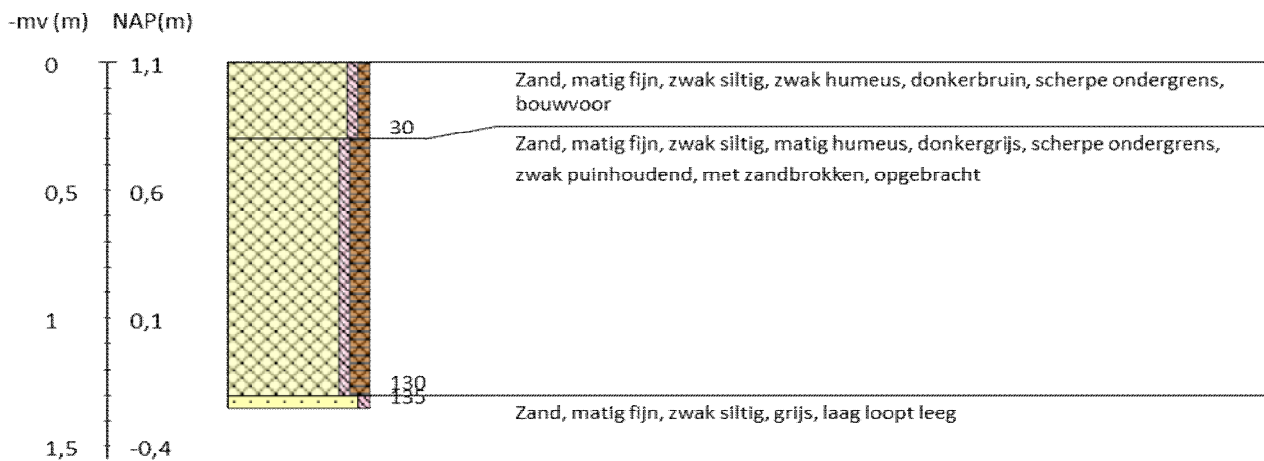 -mv (m) NAP(m)
0 1,1
Zand, matig fijn, zwak siltig, zwak humeus, donkerbruin, scherpe ondergrens,
bouwvoor
30
Zand, matig fijn, zwak siltig, matig humeus, donkergrijs, scherpe ondergrens,
zwak puinhoudend, met zandbrokken, opgebracht
0,5 0,6
1 0,1
130
135
Zand, matig fijn, zwak siltig, grijs, laag loopt leeg
1,5 -0,4